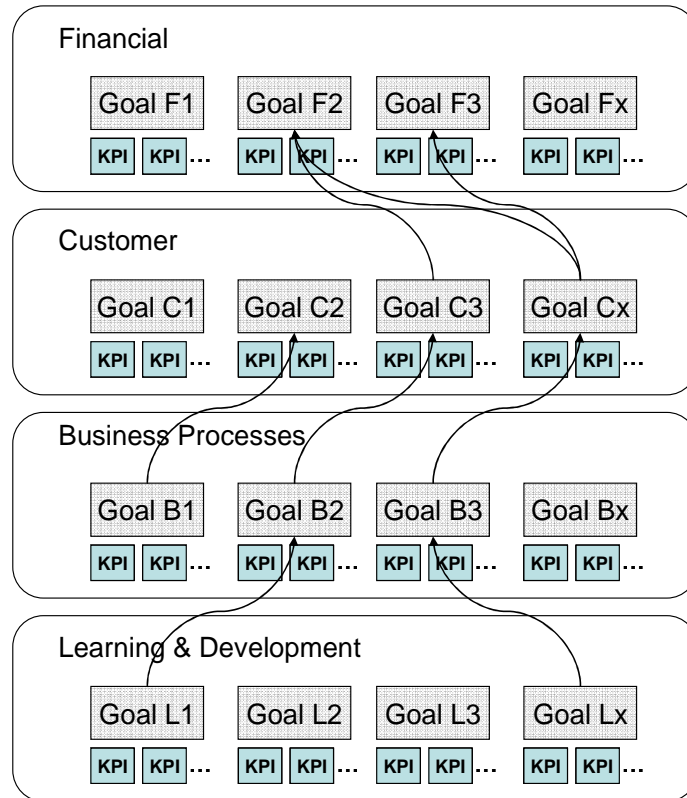 Financial
Goal F1 Goal F2 Goal F3 Goal Fx
KPI KPI ... KPI KPI ... KPI KPI ... KPI KPI ...
Customer
Goal C1 Goal C2 Goal C3 Goal Cx
KPI KPI ... KPI KPI ... KPI KPI ... KPI KPI ...
Business Processes
Goal B1 Goal B2 Goal B3 Goal Bx
KPI KPI ... KPI KPI ... KPI KPI ... KPI KPI ...
Learning & Development
Goal L1 Goal L2 Goal L3 Goal Lx
KPI KPI ... KPI KPI ... KPI KPI ... KPI KPI ...